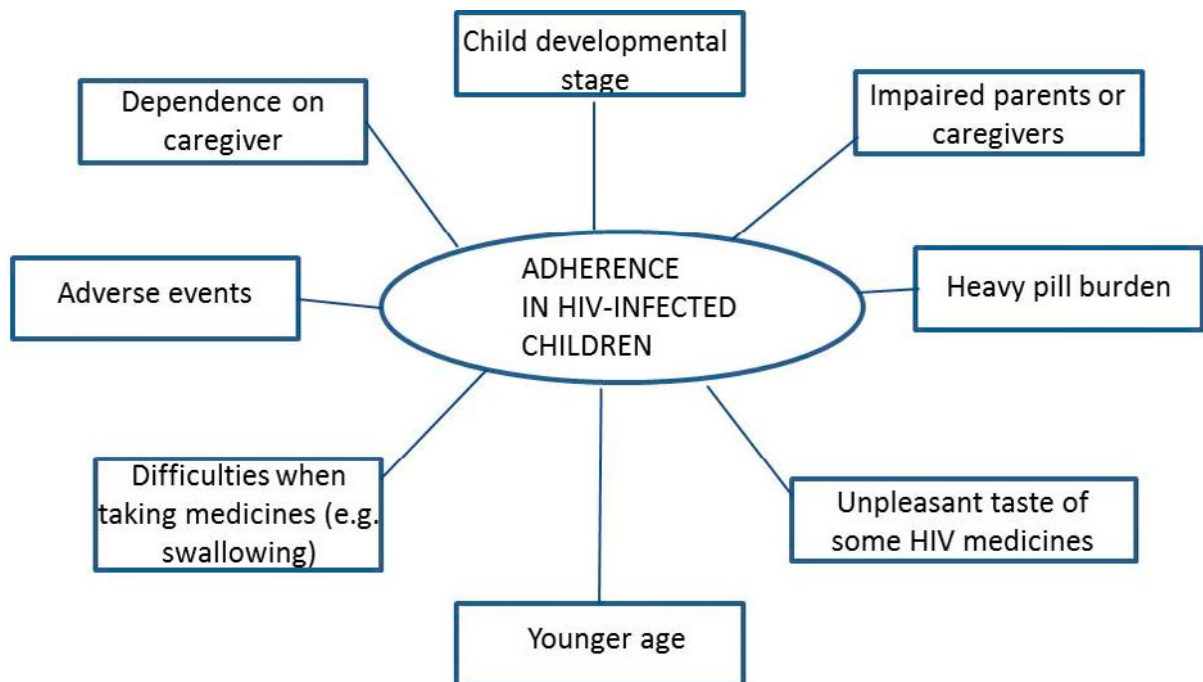 Child developmental
stage
Dependence on
caregiver
Impaired parents or
caregivers
Adverse events
ADHERENCE
IN HIV-INFECTED
CHILDREN
Heavy pill burden
Difficulties when
taking medicines (e.g.
swallowing)
Unpleasant taste of
some HIV medicines
Younger age